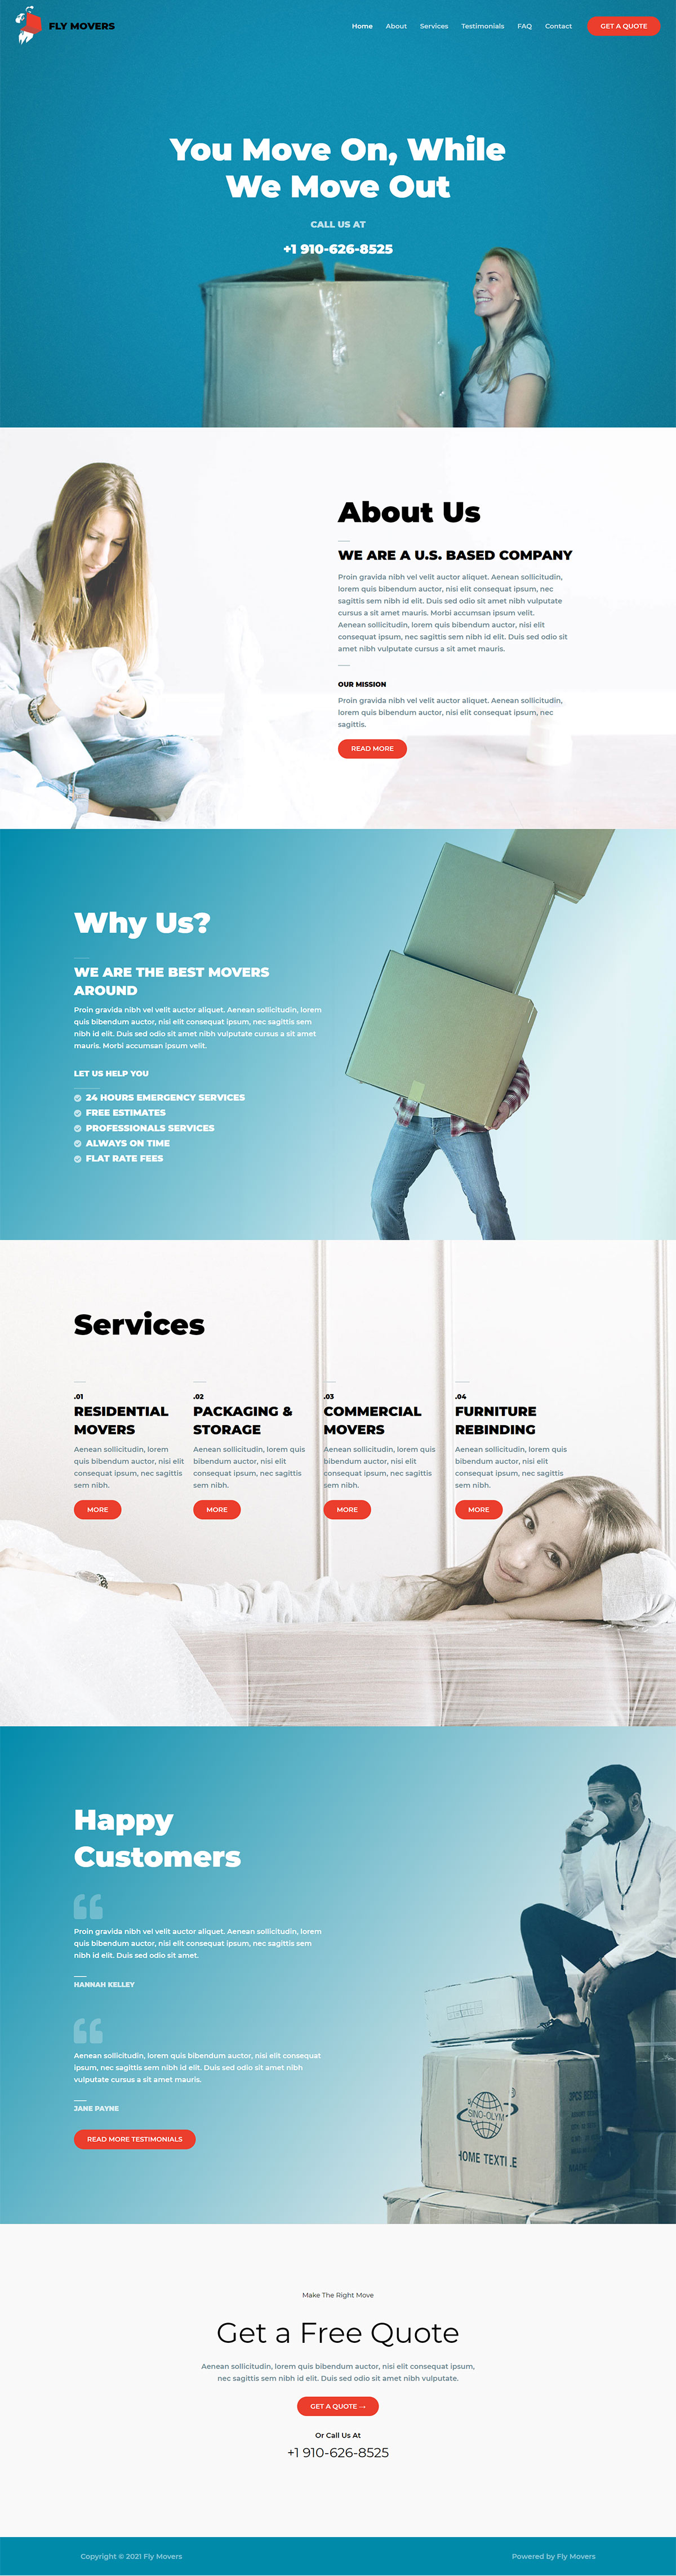 FLY MOVERS
Home About Services Testimonials FAQ Contact GET A QUOTE
You Move On, While
We Move Out
CALL US AT
+1 910-626-8525
About Us
WE ARE A U.S. BASED COMPANY
Proin gravida nibh vel velit auctor aliquet. Aenean sollicitudin,
lorem quis bibendum auctor, nisi elit consequat ipsum, nec
sagittis sem nibh id elit. Duis sed odio sit amet nibh vulputate
cursus a sit amet mauris. Morbi accumsan ipsum velit.
Aenean sollicitudin, lorem quis bibendum auctor, nisi elit
consequat ipsum, nec sagittis sem nibh id elit. Duis sed odio sit
amet nibh vulputate cursus a sit amet mauris.
OUR MISSION
Proin gravida nibh vel velit auctor aliquet. Aenean sollicitudin,
lorem quis bibendum auctor, nisi elit consequat ipsum, nec
sagittis.
READ MORE
Why Us?
WE ARE THE BEST MOVERS
AROUND
Proin gravida nibh vel velit auctor aliquet. Aenean sollicitudin, lorem
quis bibendum auctor, nisi elit consequat ipsum, nec sagittis sem
nibh id elit. Duis sed odio sit amet nibh vulputate cursus a sit amet
mauris. Morbi accumsan ipsum velit.
LET US HELP YOU
24 HOURS EMERGENCY SERVICES
FREE ESTIMATES
PROFESSIONALS SERVICES
ALWAYS ON TIME
FLAT RATE FEES
Services
.01
RESIDENTIAL
MOVERS
Aenean sollicitudin, lorem
quis bibendum auctor, nisi elit
consequat ipsum, nec sagittis
sem nibh.
MORE
.02
PACKAGING &
STORAGE
Aenean sollicitudin, lorem quis
bibendum auctor, nisi elit
consequat ipsum, nec sagittis
sem nibh.
MORE
.03
COMMERCIAL
MOVERS
Aenean sollicitudin, lorem quis
bibendum auctor, nisi elit
consequat ipsum, nec sagittis
sem nibh.
MORE
.04
FURNITURE
REBINDING
Aenean sollicitudin, lorem quis
bibendum auctor, nisi elit
consequat ipsum, nec sagittis
sem nibh.
MORE
Happy
Customers
Proin gravida nibh vel velit auctor aliquet. Aenean sollicitudin, lorem
quis bibendum auctor, nisi elit consequat ipsum, nec sagittis sem
nibh id elit. Duis sed odio sit amet.
HANNAH KELLEY
Aenean sollicitudin, lorem quis bibendum auctor, nisi elit consequat
ipsum, nec sagittis sem nibh id elit. Duis sed odio sit amet nibh
vulputate cursus a sit amet mauris.
JANE PAYNE
READ MORE TESTIMONIALS
SINO-OLYM
HOME TEXTI
Make The Right Move
Get a Free Quote
Aenean sollicitudin, lorem quis bibendum auctor, nisi elit consequat ipsum,
nec sagittis sem nibh id elit. Duis sed odio sit amet nibh vulputate.
GET A QUOTE →
Or Call Us At
+1 910-626-8525
Copyright © 2021 Fly Movers
Powered by Fly Movers